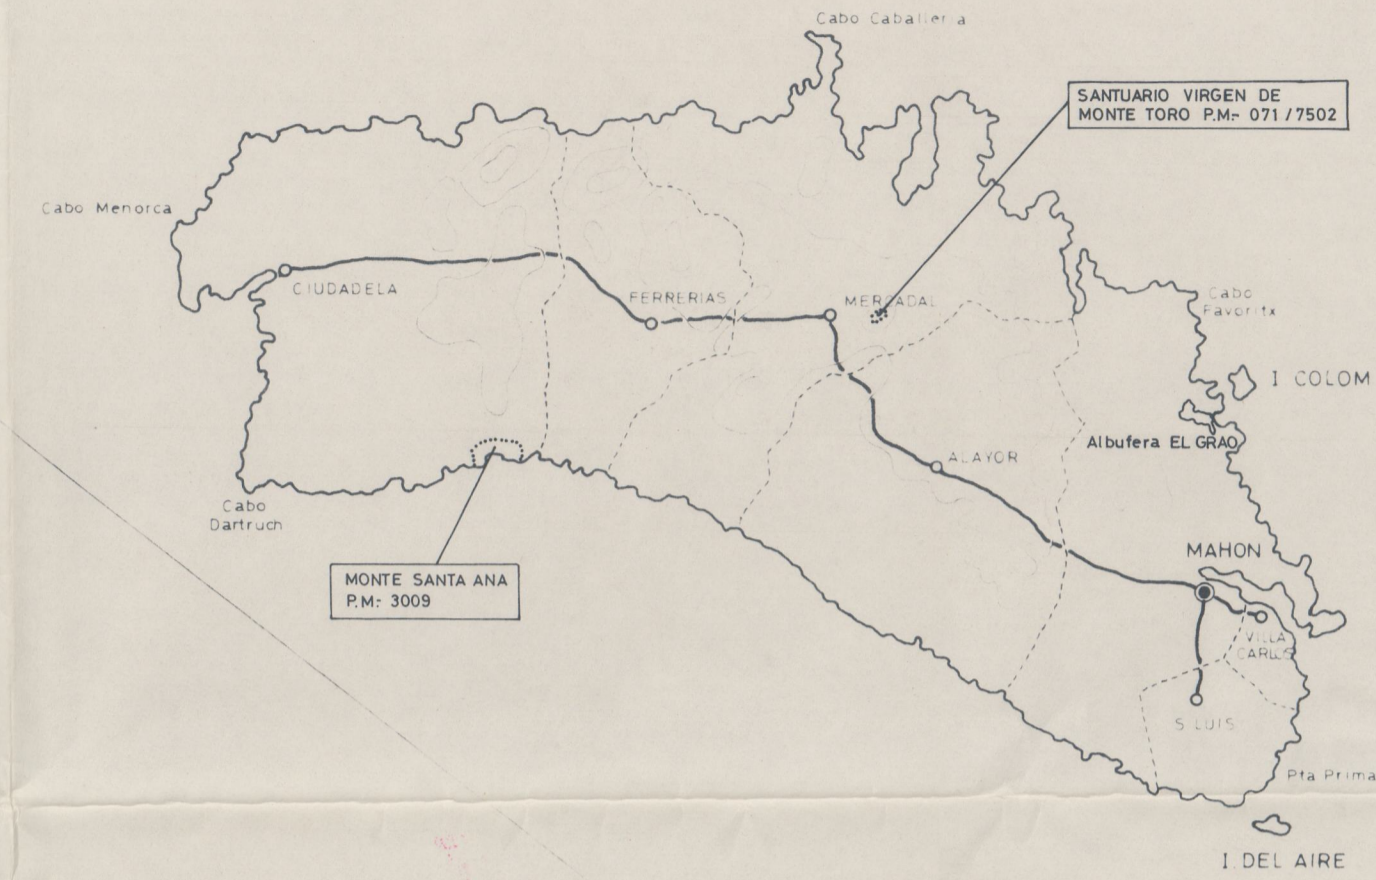 Cabo Caballeria
SANTUARIO VIRGEN DE
MONTE TORO P.M.- 071/7502
Cabo Menorca
CIUDADELA
FERRERIAS
MERCADAL
Cabo
Favoritx
I COLOM
Albufera EL GRAO
ALAYOR
Cabo
Dartruch
MAHON
MONTE SANTA ANA
P.M.- 3009
VILLA
CARLOS
S. LUIS
Pta Prima
I. DEL AIRE